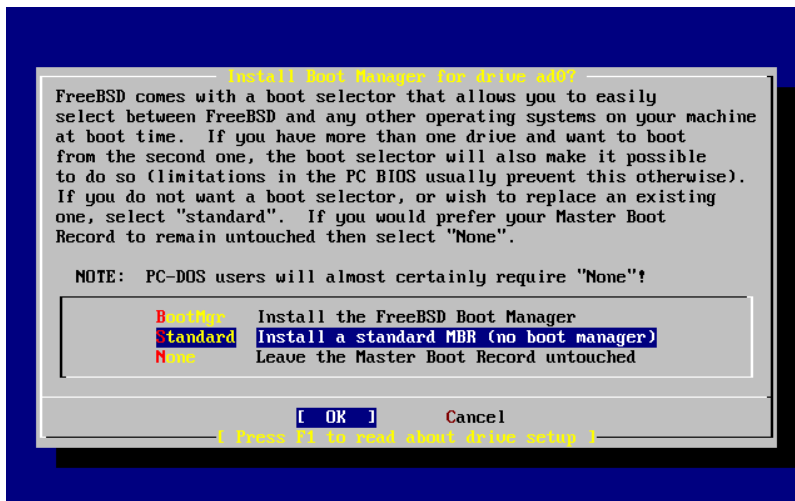 Install Boot Manager for drive ad0?
FreeBSD comes with a boot selector that allows you to easily
select between FreeBSD and any other operating systems on your machine
at boot time.  If you have more than one drive and want to boot
from the second one, the boot selector will also make it possible
to do so (limitations in the PC BIOS usually prevent this otherwise).
If you do not want a boot selector, or wish to replace an existing
one, select "standard".  If you would prefer your Master Boot
Record to remain untouched then select "None".
NOTE:  PC-DOS users will almost certainly require "None"!
BootMgr   Install the FreeBSD Boot Manager
Standard  Install a standard MBR (no boot manager)
None      Leave the Master Boot Record untouched
[  OK  ]       Cancel
[ Press F1 to read about drive setup ]